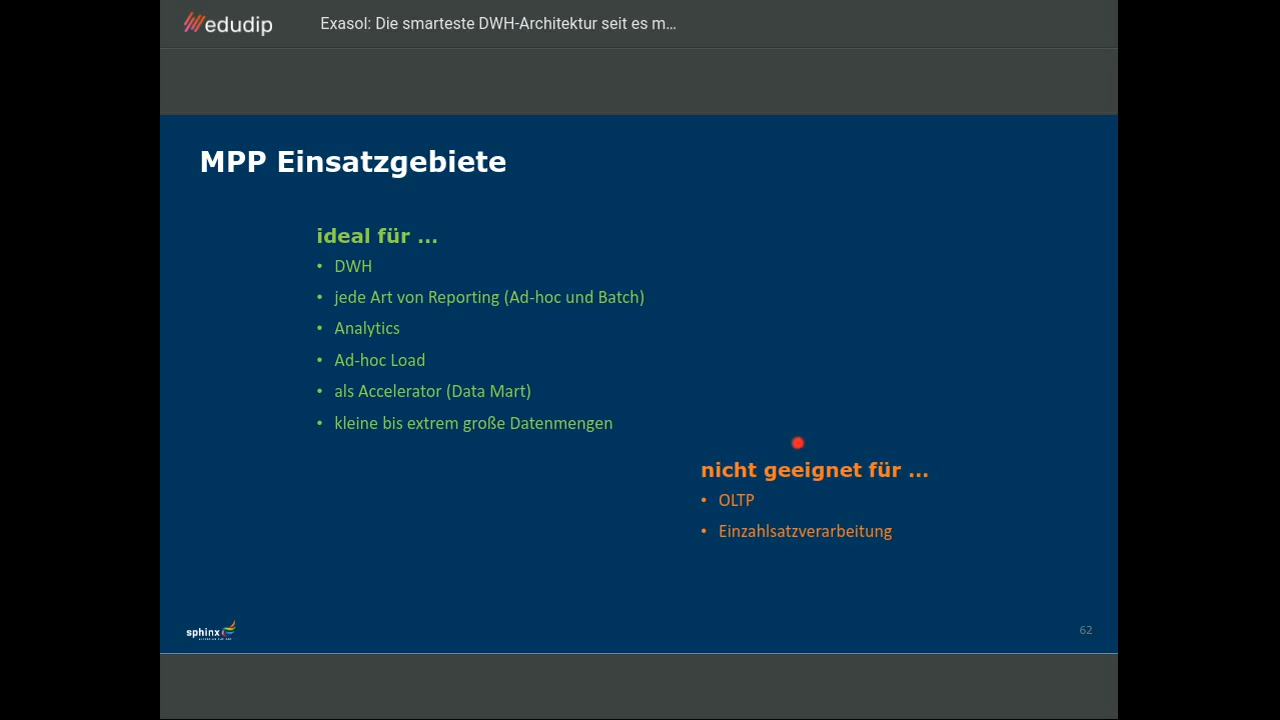 edudip
Exasol: Die smarteste DWH-Architektur seit es m...
MPP Einsatzgebiete
ideal für ...
• DWH
• jede Art von Reporting (Ad-hoc und Batch)
• Analytics
• Ad-hoc Load
• als Accelerator (Data Mart)
• kleine bis extrem große Datenmengen
nicht geeignet für ...
• OLTP
• Einzahlsatzverarbeitung
sphinx
62